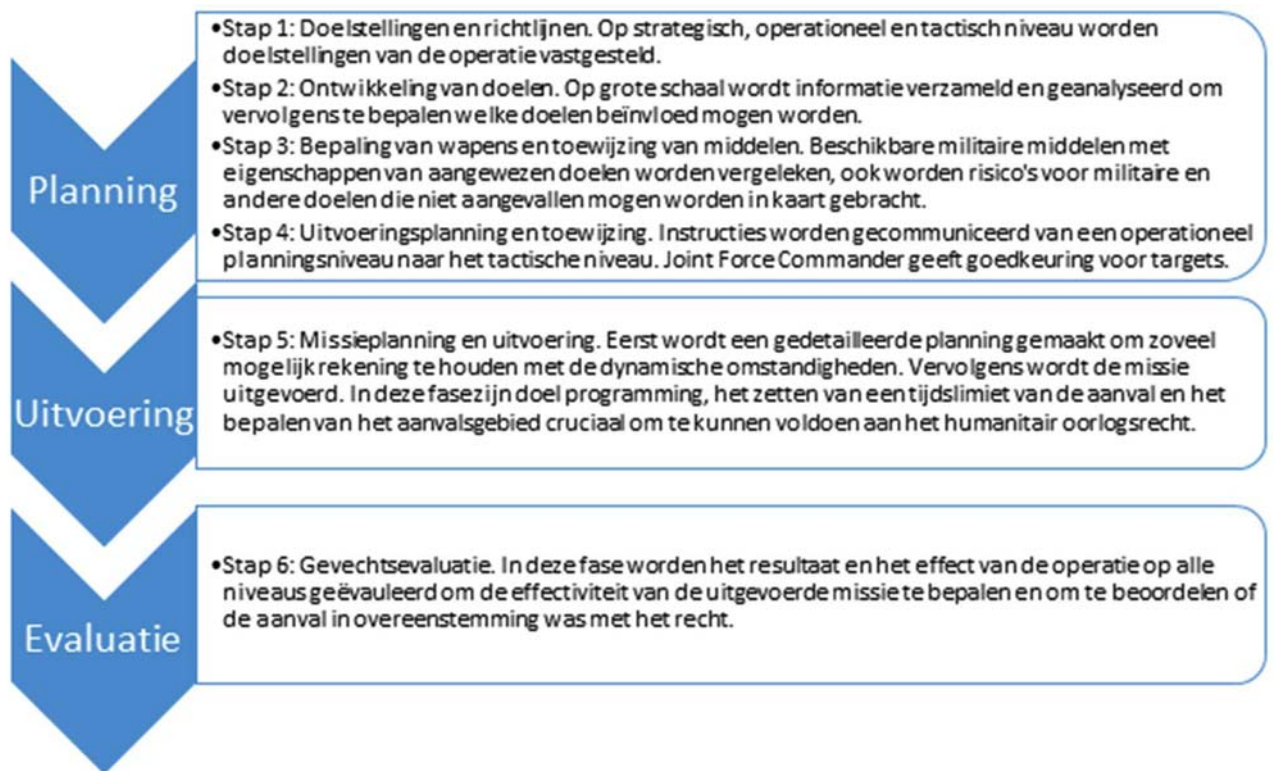 •Stap 1: Doelstellingen en richtlijnen. Op strategisch, operationeel en tactisch niveau worden
doelstellingen van de operatie vastgesteld.
•Stap 2: Ontwikkeling van doelen. Op grote schaal wordt informatie verzameld en geanalyseerd om
vervolgens te bepalen welke doelen beïnvloed mogen worden.
•Stap 3: Bepaling van wapens en toewijzing van middelen. Beschikbare militaire middelen met
eigenschappen van aangewezen doelen worden vergeleken, ook worden risico's voor militaire en
andere doelen die niet aangevallen mogen worden in kaart gebracht.
•Stap 4: Uitvoeringsplanning en toewijzing. Instructies worden gecommuniceerd van een operationeel
planningsniveau naar het tactische niveau. Joint Force Commander geeft goedkeuring voor targets.
Planning
•Stap 5: Missieplanning en uitvoering. Eerst wordt een gedetailleerde planning gemaakt om zoveel
mogelijk rekening te houden met de dynamische omstandigheden. Vervolgens wordt de missie
uitgevoerd. In deze fase zijn doel programming, het zetten van een tijdslimiet van de aanval en het
bepalen van het aanvalsgebied cruciaal om te kunnen voldoen aan het humanitair oorlogsrecht.
Uitvoering
•Stap 6: Gevechtsevaluatie. In deze fase worden het resultaat en het effect van de operatie op alle
niveaus geëvauleerd om de effectiviteit van de uitgevoerde missie te bepalen en om te beoordelen of
de aanval in overeenstemming was met het recht.
Evaluatie